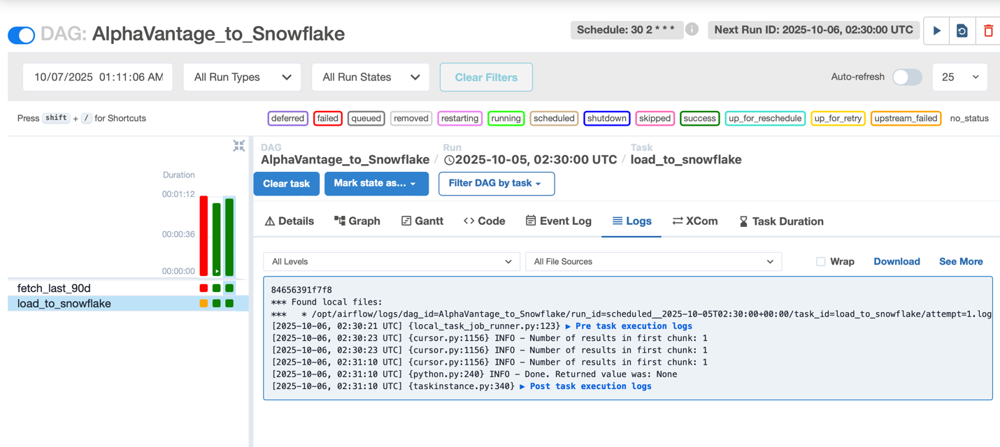 DAG: AlphaVantage_to_Snowflake
Schedule: 30 2 * * *
Next Run ID: 2025-10-06, 02:30:00 UTC
10/07/2025 01:11:06 AM
All Run Types
All Run States
Clear Filters
Auto-refresh
25
Press shift + / for Shortcuts
deferred failed queued removed restarting running scheduled shutdown skipped success up_for_reschedule up_for_retry upstream_failed no_status
Duration
00:01:12
00:00:36
00:00:00
fetch_last_90d
load_to_snowflake
DAG
AlphaVantage_to_Snowflake
/
Run
2025-10-05, 02:30:00 UTC
/
Task
load_to_snowflake
Clear task
Mark state as...
Filter DAG by task
Details
Graph
Gantt
Code
Event Log
Logs
XCom
Task Duration
All Levels
All File Sources
Wrap
Download
See More
84656391f7f8
*** Found local files:
***   * /opt/airflow/logs/dag_id=AlphaVantage_to_Snowflake/run_id=scheduled__2025-10-05T02:30:00+00:00/task_id=load_to_snowflake/attempt=1.log
[2025-10-06, 02:30:21 UTC] {local_task_job_runner.py:123} ▶ Pre task execution logs
[2025-10-06, 02:30:23 UTC] {cursor.py:1156} INFO - Number of results in first chunk: 1
[2025-10-06, 02:30:23 UTC] {cursor.py:1156} INFO - Number of results in first chunk: 1
[2025-10-06, 02:31:10 UTC] {cursor.py:1156} INFO - Number of results in first chunk: 1
[2025-10-06, 02:31:10 UTC] {python.py:240} INFO - Done. Returned value was: None
[2025-10-06, 02:31:10 UTC] {taskinstance.py:340} ▶ Post task execution logs